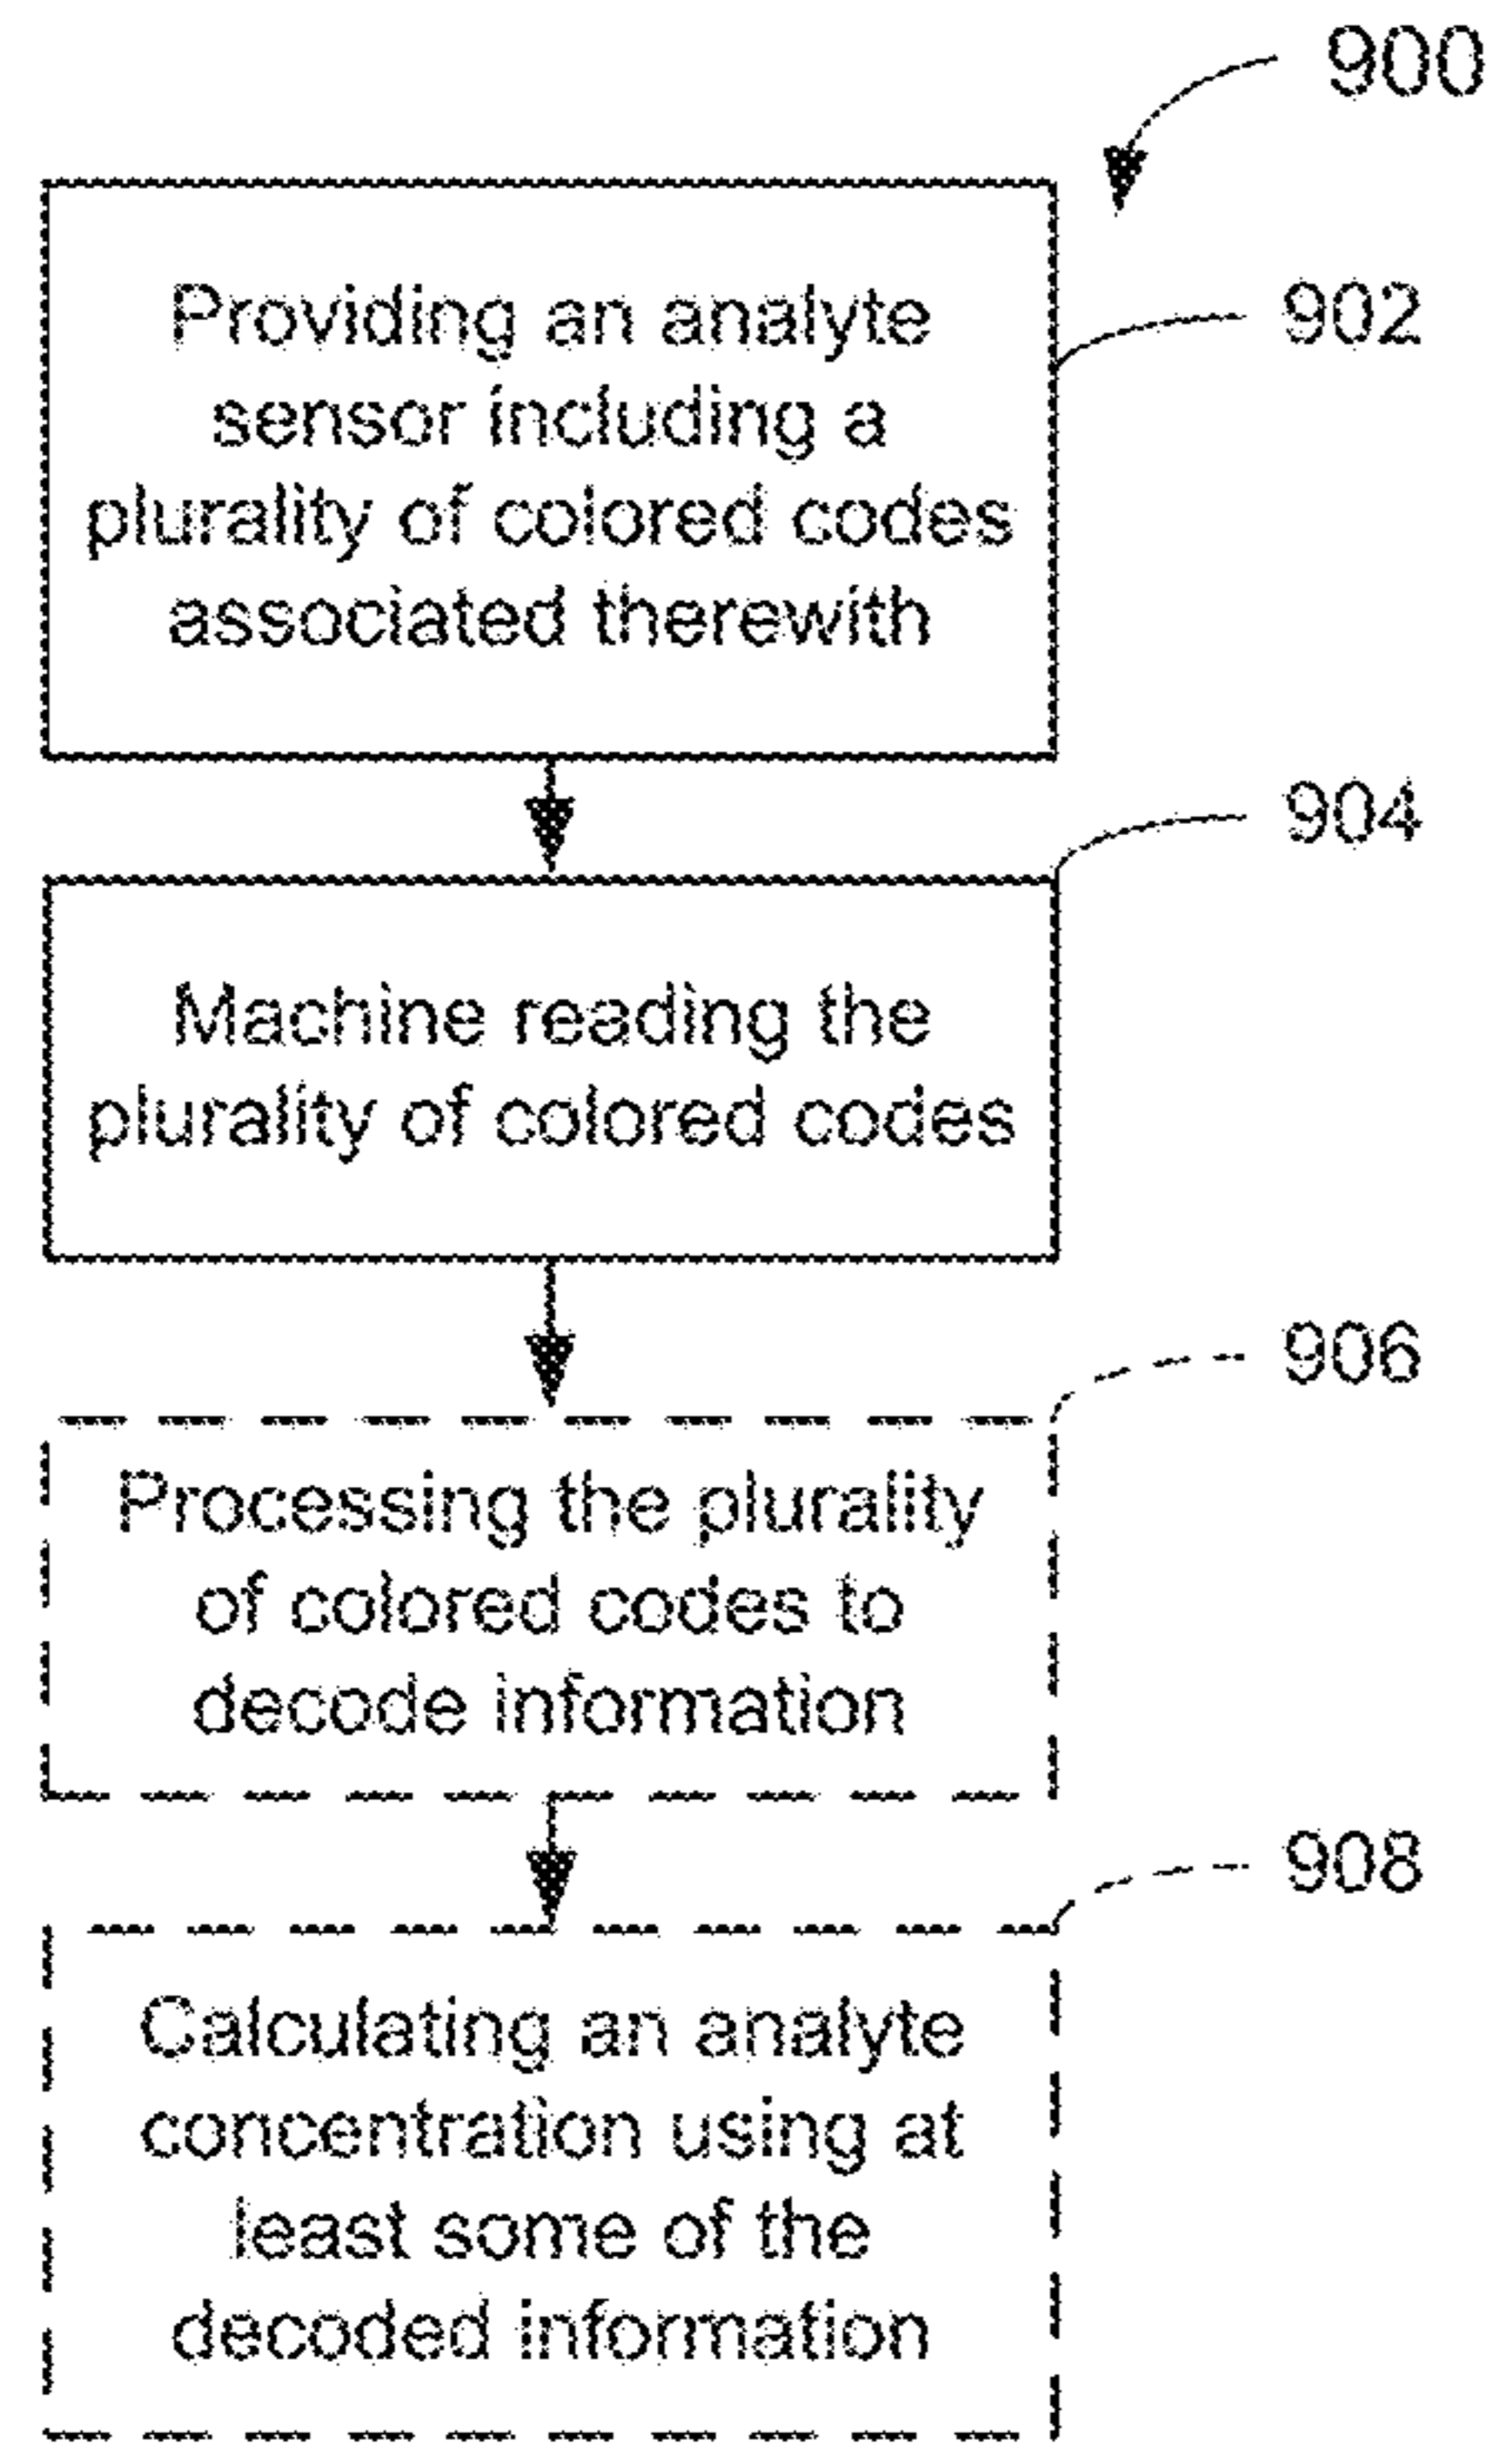 900
Providing an analyte
sensor including a
plurality of colored codes
associated therewith
902
Machine reading the
plurality of colored codes
904
Processing the plurality
of colored codes to
decode information
906
Calculating an analyte
concentration using at
least some of the
decoded information
908